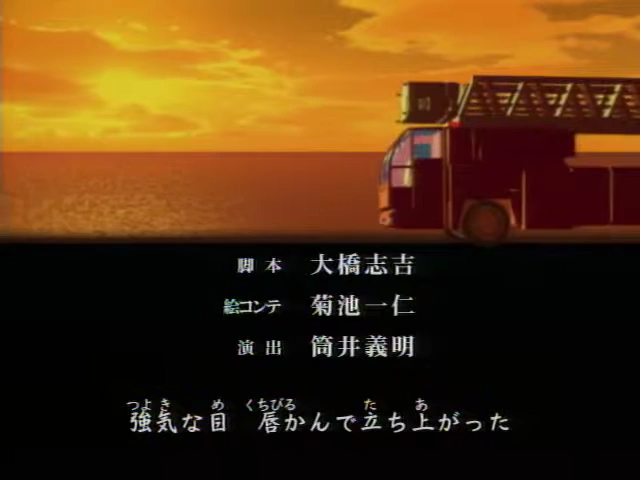 脚本 大橋志吉
絵コンテ 菊池一仁
演出 筒井義明
つよき め くちびる た あ
強気な目 唇かんで立ち上がった